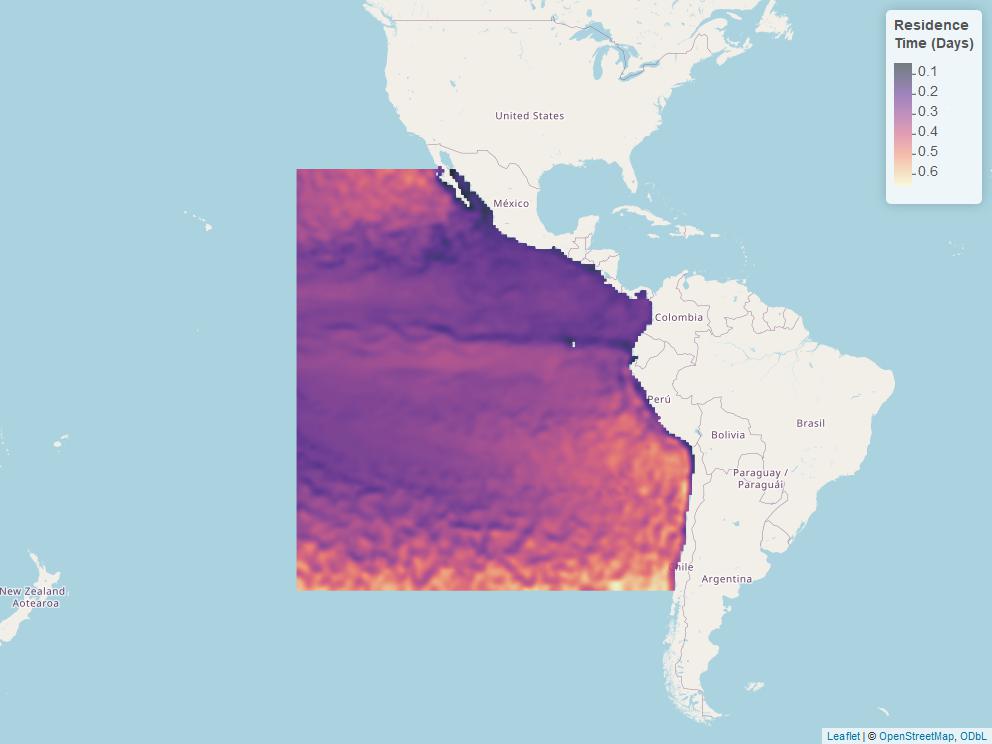 Residence
Time (Days)
0.1
0.2
0.3
0.4
0.5
0.6
United States
México
Colombia
Perú
Brasil
Bolivia
Paraguay /
Paraguái
hile
Argentina
New Zealand
Aotearoa
Leaflet | © OpenStreetMap, ODbL